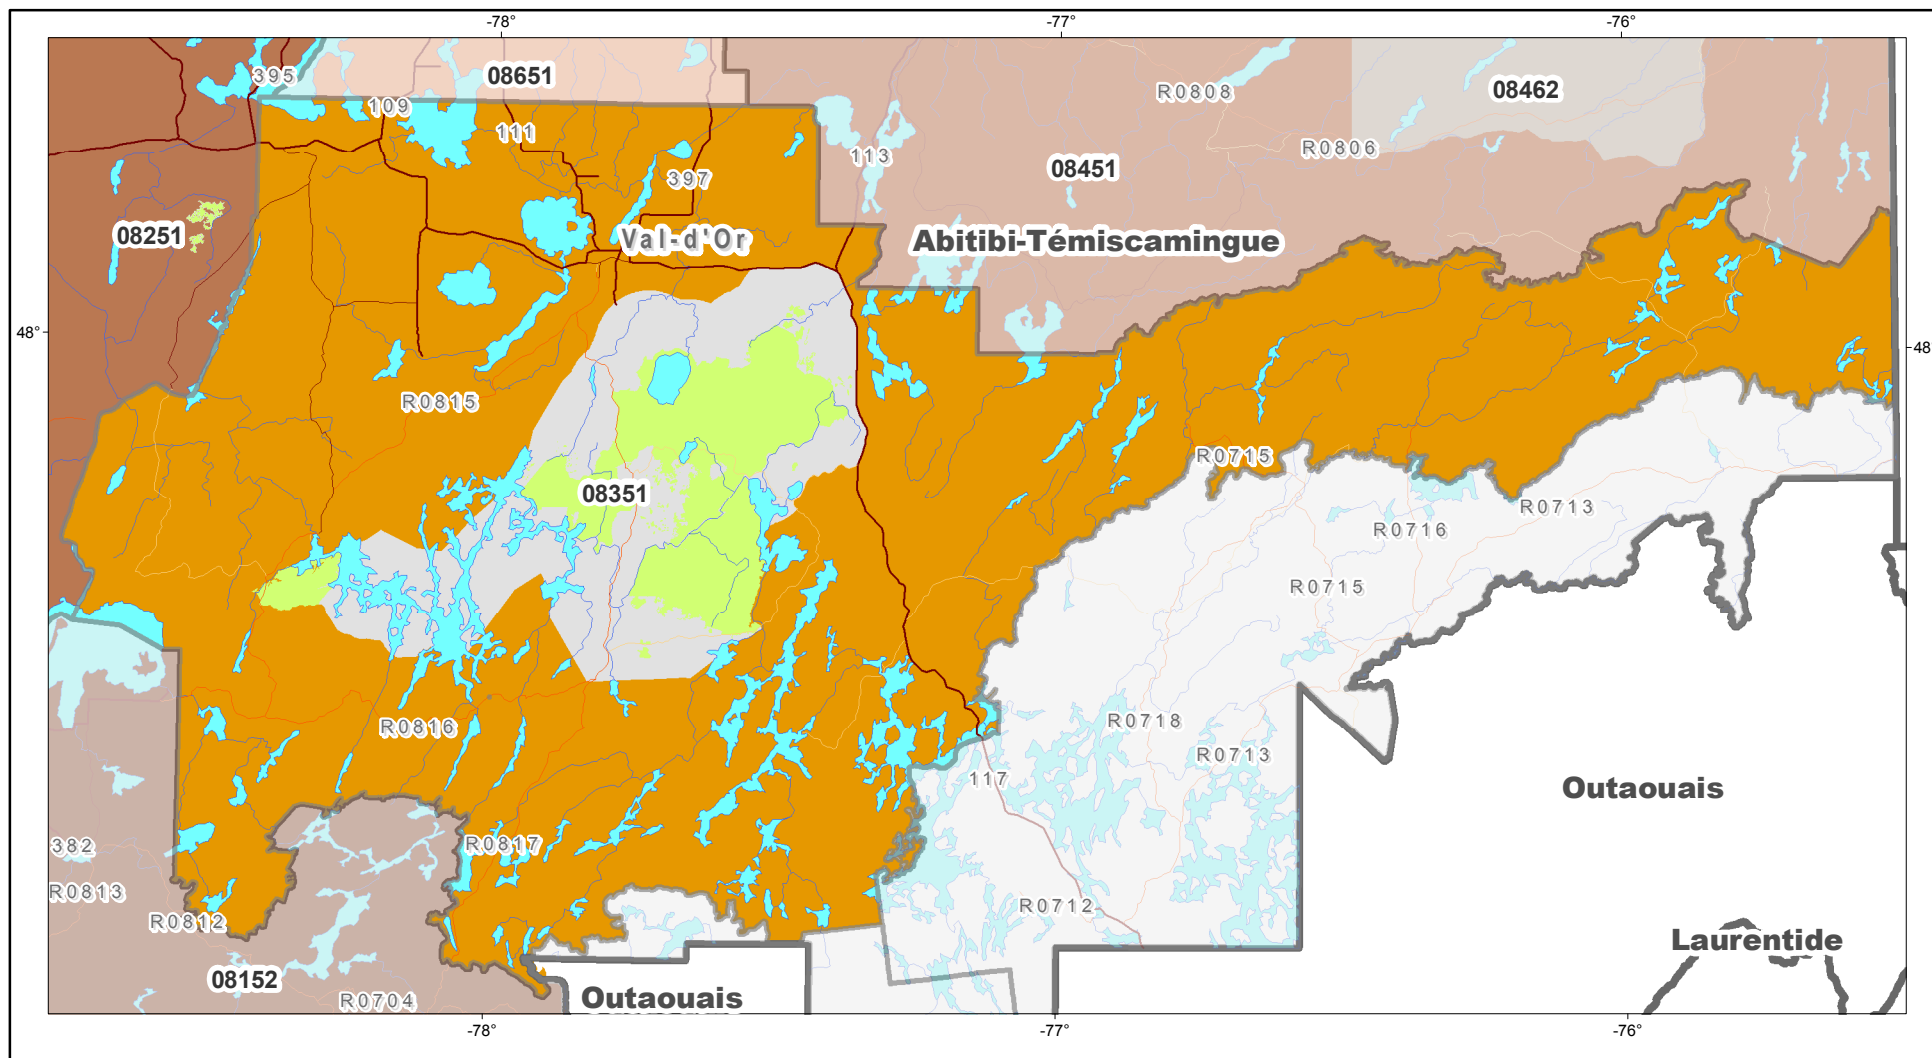 -78°
-77°
-76°
395
08651
08462
R0808
109
111
R0806
113
08451
397
08251
Val-d'Or
Abitibi-Témiscamingue
48°
48
R0815
R0715
08351
R0713
R0716
R0715
R0718
R0816
R0713
117
Outaouais
382
R0817
R0813
R0712
R0812
Laurentide
08152
Outaouais
R0704
-78°
-77°
-76°